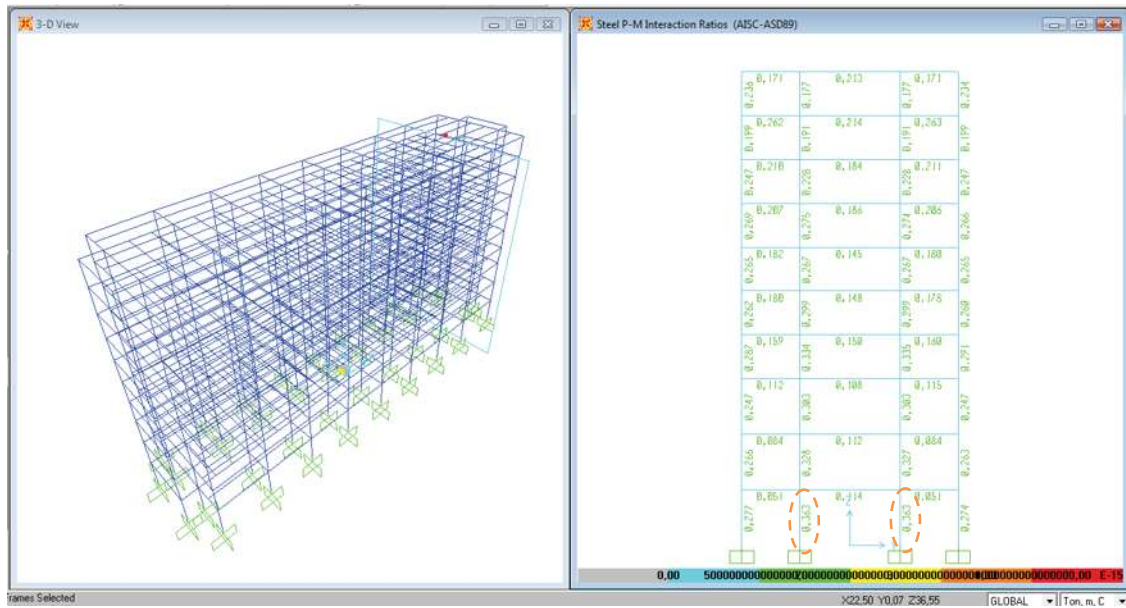 3-D View
Steel P-M Interaction Ratios (AISC-ASD89)
0,171 0,213 0,171
0,236 0,177 0,177 0,234
0,262 0,214 0,263
0,199 0,191 0,191 0,199
0,210 0,184 0,211
0,247 0,228 0,228 0,247
0,207 0,186 0,206
0,269 0,275 0,274 0,266
0,182 0,145 0,180
0,265 0,267 0,267 0,265
0,180 0,148 0,178
0,262 0,299 0,299 0,260
0,159 0,150 0,160
0,287 0,334 0,335 0,291
0,112 0,108 0,115
0,247 0,303 0,303 0,247
0,084 0,112 0,084
0,266 0,328 0,327 0,263
0,051 0,114 0,051
0,277 0,363 0,363 0,274
Z
0,00 E-15
Frames Selected
X22,50 Y0,07 Z36,55
GLOBAL
Ton, m, C